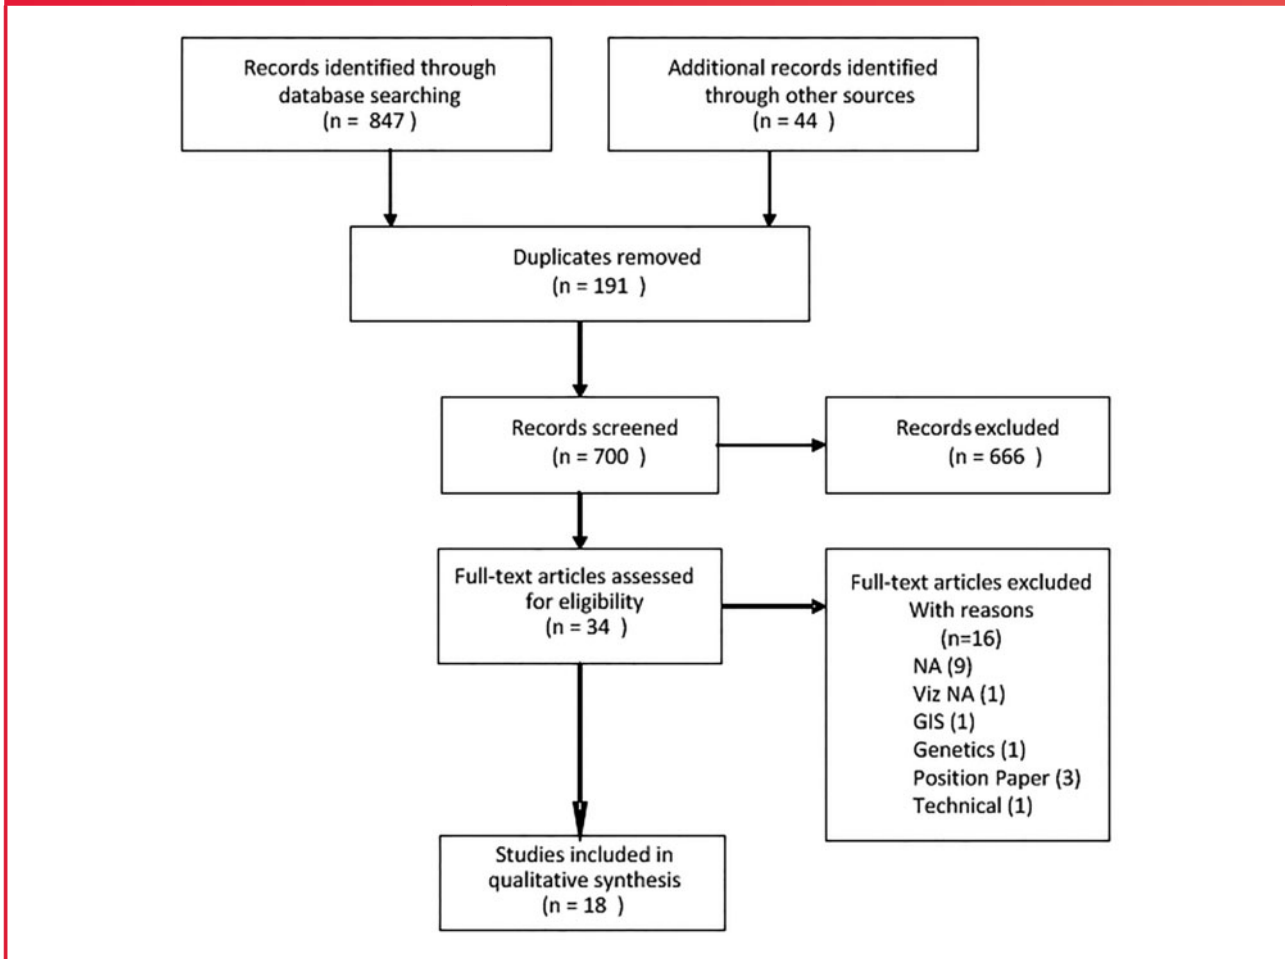 Records identified through
database searching
(n = 847 )
Additional records identified
through other sources
(n = 44 )
Duplicates removed
(n = 191 )
Records screened
(n = 700 )
Records excluded
(n = 666 )
Full-text articles assessed
for eligibility
(n = 34 )
Full-text articles excluded
With reasons
(n=16)
NA (9)
Viz NA (1)
GIS (1)
Genetics (1)
Position Paper (3)
Technical (1)
Studies included in
qualitative synthesis
(n = 18 )